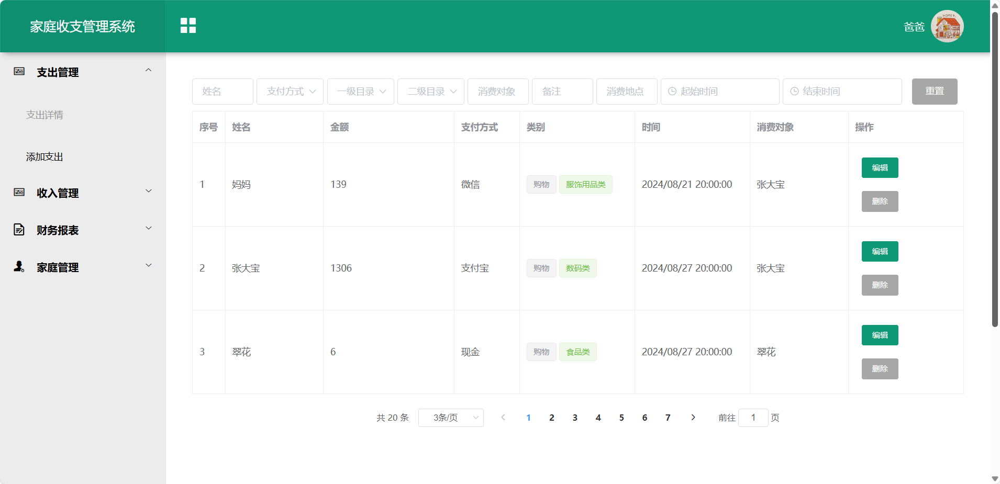 家庭收支管理系统
爸爸
支出管理
支出详情
添加支出
收入管理
财务报表
家庭管理
姓名 支付方式 一级目录 二级目录 消费对象 备注 消费地点 起始时间 结束时间 重置
序号 姓名 金额 支付方式 类别 时间 消费对象 操作
1 妈妈 139 微信 购物 服饰用品类 2024/08/21 20:00:00 张大宝 编辑 删除
2 张大宝 1306 支付宝 购物 数码类 2024/08/27 20:00:00 张大宝 编辑 删除
3 翠花 6 现金 购物 食品类 2024/08/27 20:00:00 翠花 编辑 删除
共 20 条 3条/页 1 2 3 4 5 6 7 前往 1 页